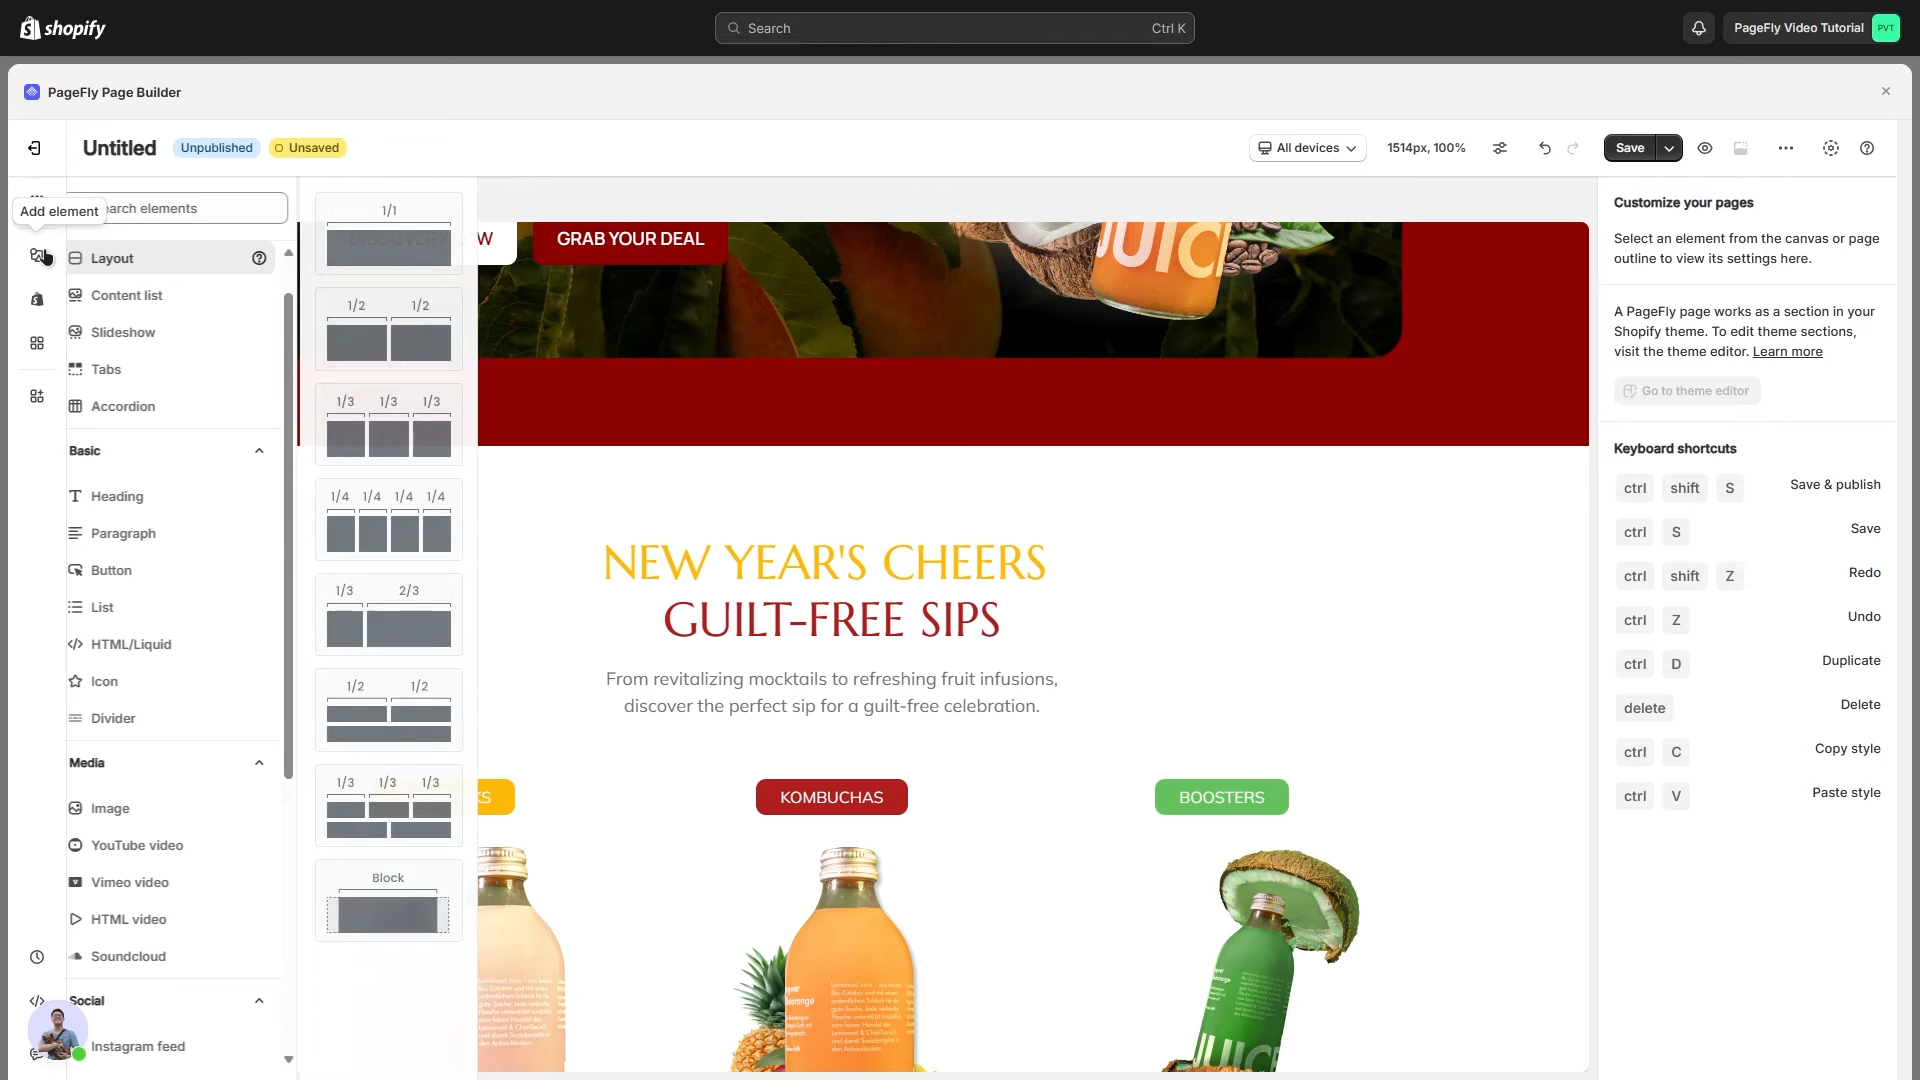 shopify
Search
Ctrl K
PageFly Video Tutorial
PVT
PageFly Page Builder
Untitled
Unpublished
Unsaved
All devices
1514px, 100%
Save
Add element
earch elements
Layout
Content list
Slideshow
Tabs
Accordion
Basic
Heading
Paragraph
Button
List
HTML/Liquid
Icon
Divider
Media
Image
YouTube video
Vimeo video
HTML video
Soundcloud
Social
Instagram feed
1/1
1/2 1/2
1/3 1/3 1/3
1/4 1/4 1/4 1/4
1/3 2/3
1/2 1/2
1/3 1/3 1/3
Block
W
GRAB YOUR DEAL
JUIC
NEW YEAR'S CHEERS
GUILT-FREE SIPS
From revitalizing mocktails to refreshing fruit infusions,
discover the perfect sip for a guilt-free celebration.
KS
KOMBUCHAS
BOOSTERS
JUIC
Customize your pages
Select an element from the canvas or page
outline to view its settings here.
A PageFly page works as a section in your
Shopify theme. To edit theme sections,
visit the theme editor. Learn more
Go to theme editor
Keyboard shortcuts
ctrl shift S Save & publish
ctrl S Save
ctrl shift Z Redo
ctrl Z Undo
ctrl D Duplicate
delete Delete
ctrl C Copy style
ctrl V Paste style